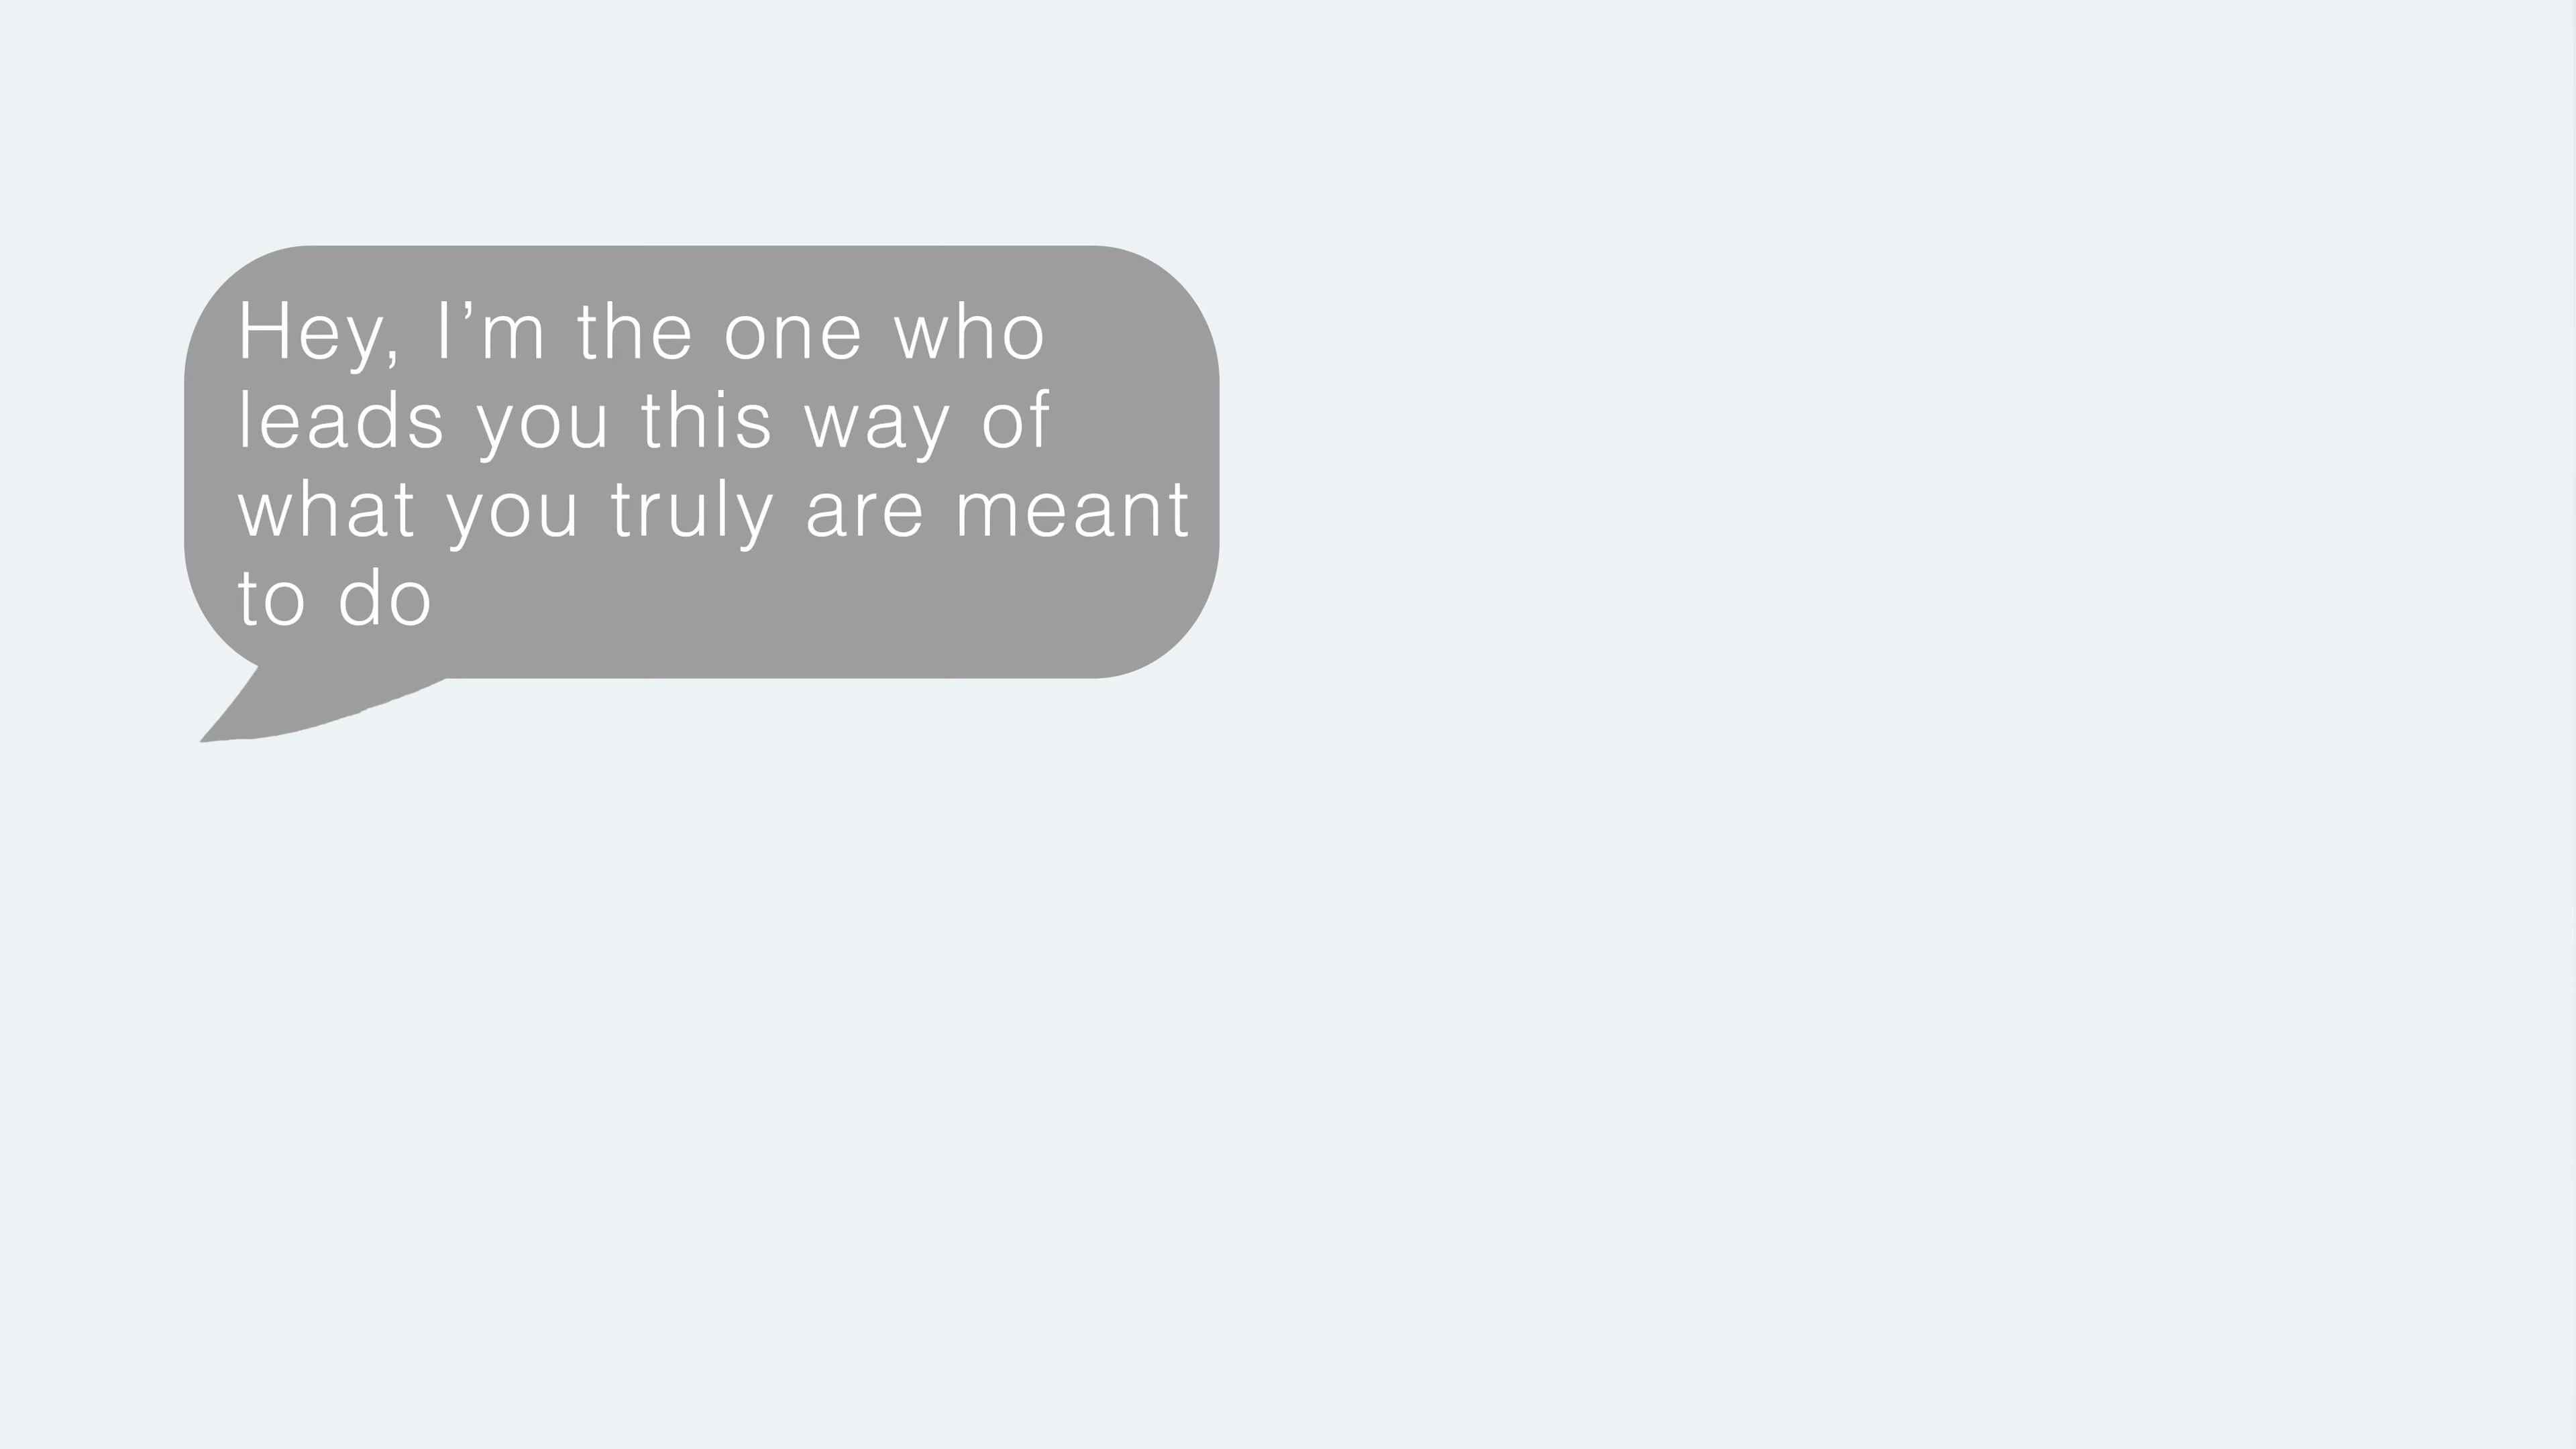 Hey, I’m the one who
leads you this way of
what you truly are meant
to do